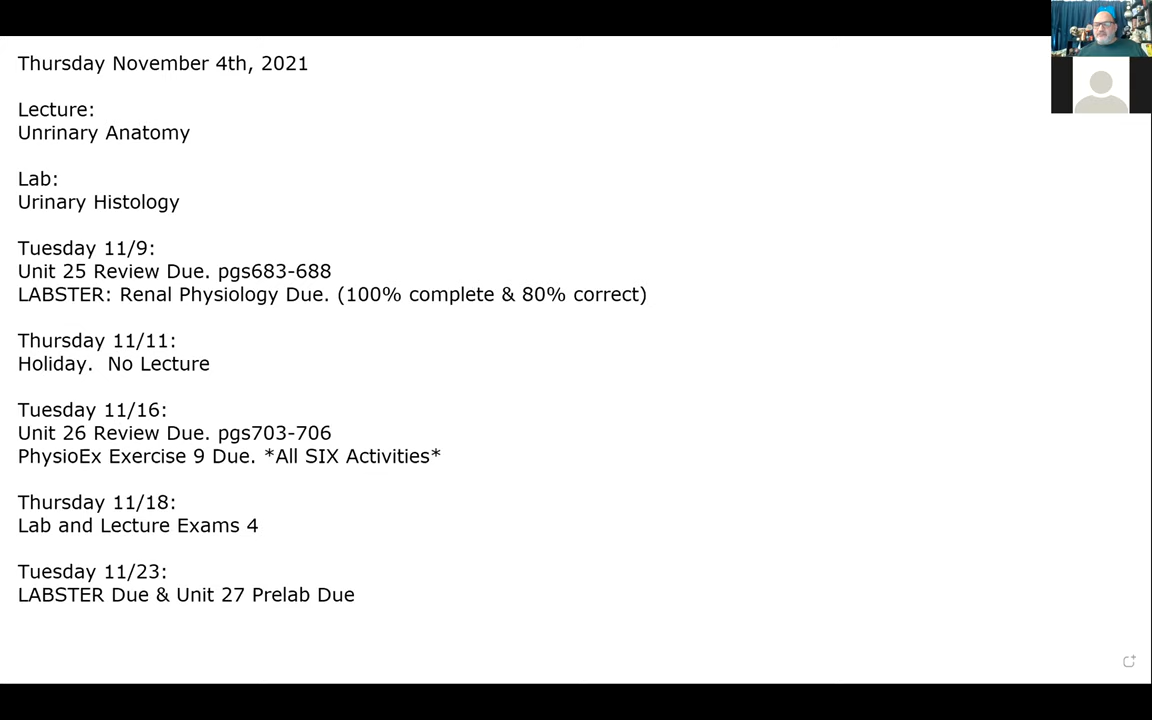 Thursday November 4th, 2021
Lecture:
Unrinary Anatomy
Lab:
Urinary Histology
Tuesday 11/9:
Unit 25 Review Due. pgs683-688
LABSTER: Renal Physiology Due. (100% complete & 80% correct)
Thursday 11/11:
Holiday.  No Lecture
Tuesday 11/16:
Unit 26 Review Due. pgs703-706
PhysioEx Exercise 9 Due. *All SIX Activities*
Thursday 11/18:
Lab and Lecture Exams 4
Tuesday 11/23:
LABSTER Due & Unit 27 Prelab Due